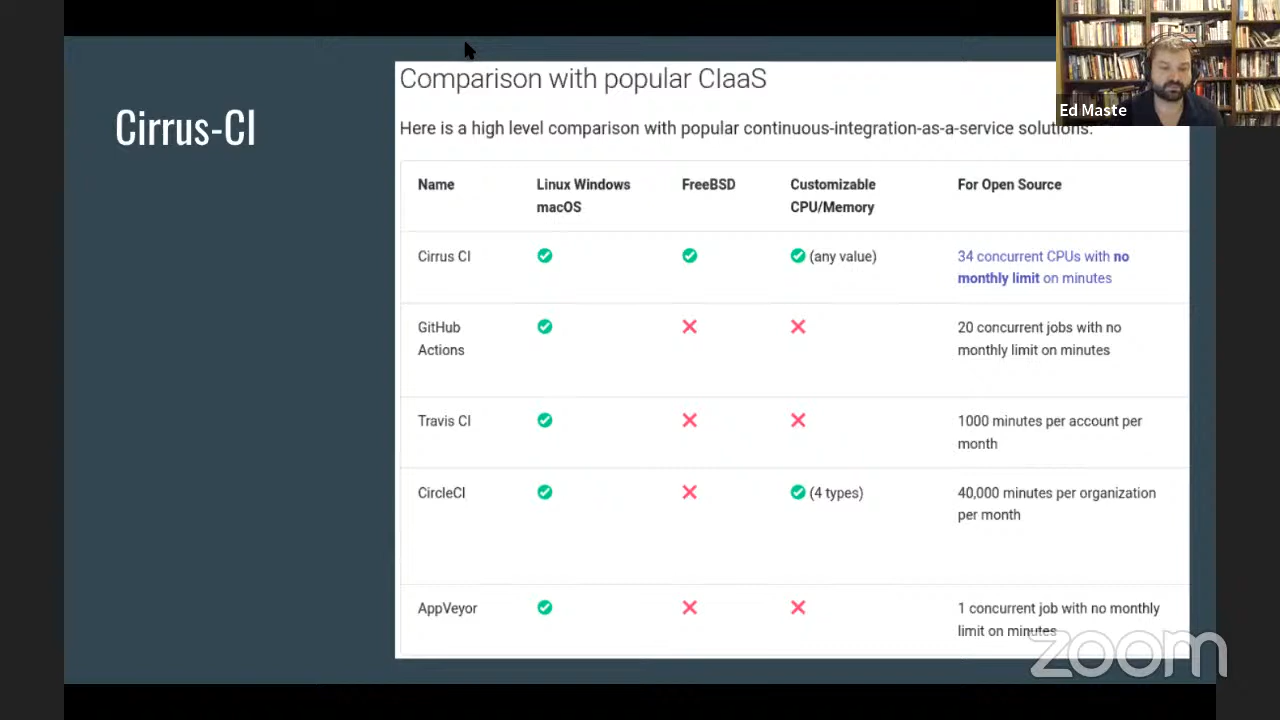 Cirrus-CI
Comparison with popular CIaaS
Here is a high level comparison with popular continuous-integration-as-a-service solutions:
Ed Maste
Name
Linux Windows
macOS
FreeBSD
Customizable
CPU/Memory
For Open Source
Cirrus CI
(any value)
34 concurrent CPUs with no
monthly limit on minutes
GitHub
Actions
20 concurrent jobs with no
monthly limit on minutes
Travis CI
1000 minutes per account per
month
CircleCI
(4 types)
40,000 minutes per organization
per month
AppVeyor
1 concurrent job with no monthly
limit on minutes
zoom